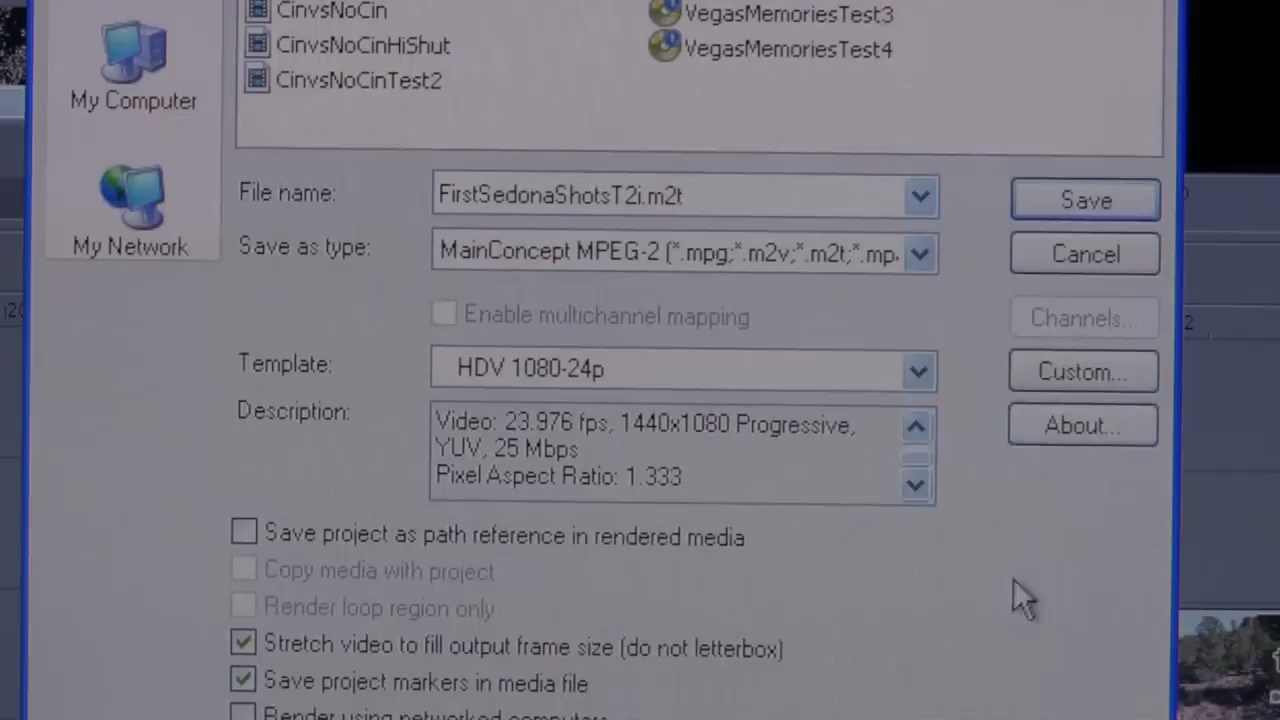 CinvsNoCin
VegasMemoriesTest3
CinvsNoCinHiShut
VegasMemoriesTest4
CinvsNoCinTest2
My Computer
My Network
File name:
FirstSedonaShotsT2i.m2t
Save
Save as type:
MainConcept MPEG-2 (*.mpg;*.m2v;*.m2t;*.mp
Cancel
Enable multichannel mapping
Channels...
Template:
HDV 1080-24p
Custom...
Description:
Video: 23.976 fps, 1440x1080 Progressive,
YUV, 25 Mbps
Pixel Aspect Ratio: 1.333
About...
Save project as path reference in rendered media
Copy media with project
Render loop region only
Stretch video to fill output frame size (do not letterbox)
Save project markers in media file
Render using networked computers